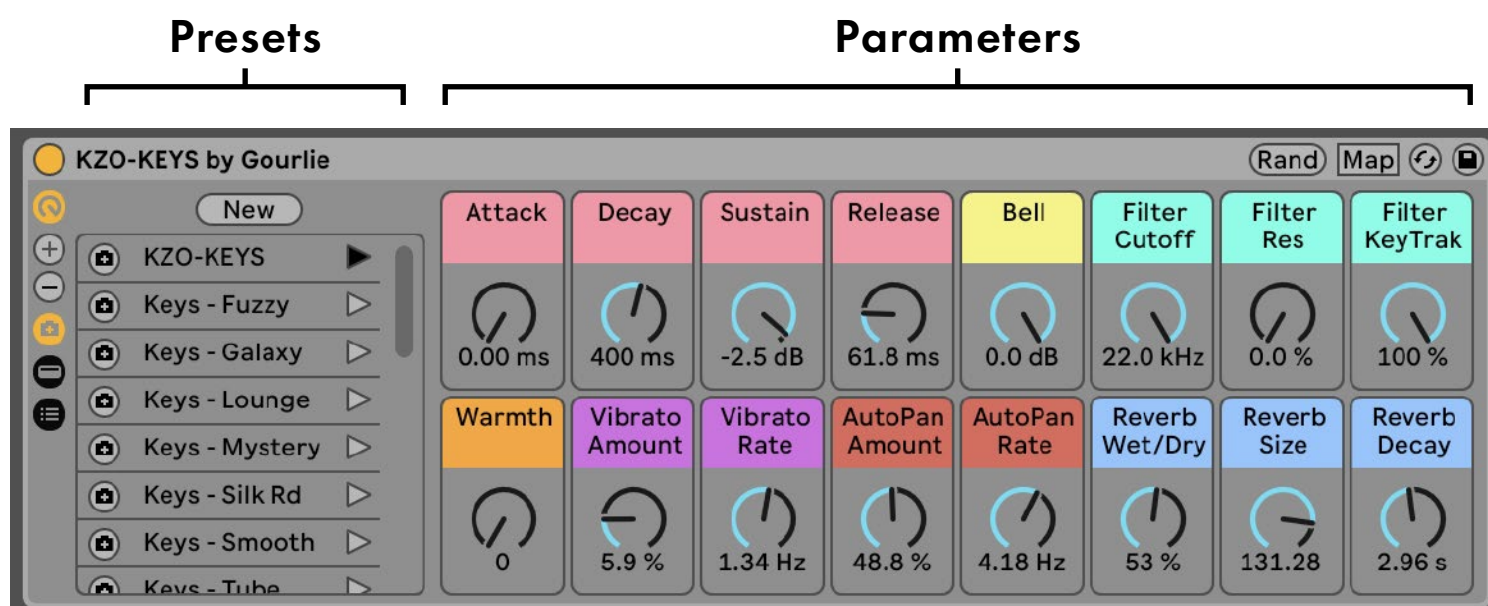 Presets
Parameters
KZO-KEYS by Gourlie
Rand Map
New
KZO-KEYS
Keys - Fuzzy
Keys - Galaxy
Keys - Lounge
Keys - Mystery
Keys - Silk Rd
Keys - Smooth
Keys - Tube
Attack Decay Sustain Release Bell Filter Cutoff Filter Res Filter KeyTrak
0.00 ms 400 ms -2.5 dB 61.8 ms 0.0 dB 22.0 kHz 0.0 % 100 %
Warmth Vibrato Amount Vibrato Rate AutoPan Amount AutoPan Rate Reverb Wet/Dry Reverb Size Reverb Decay
0 5.9 % 1.34 Hz 48.8 % 4.18 Hz 53 % 131.28 2.96 s